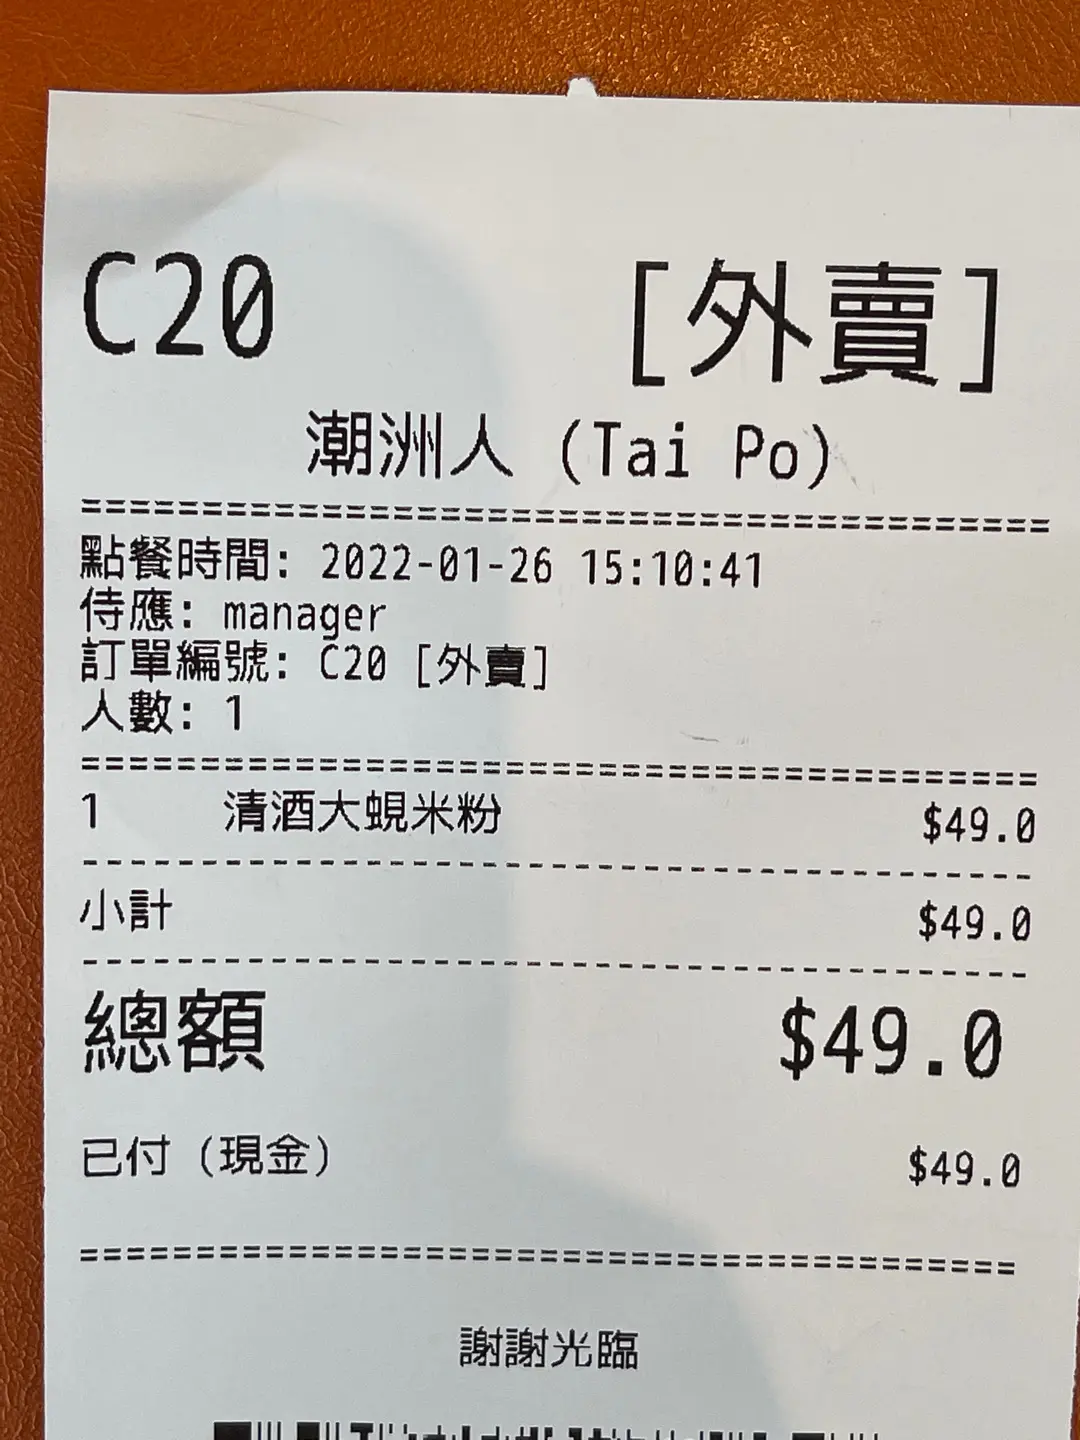 C20 [外賣]
潮洲人 (Tai Po)
========================================
點餐時間: 2022-01-26 15:10:41
侍應: manager
訂單編號: C20 [外賣]
人數: 1
========================================
1 清酒大蜆米粉 $49.0
----------------------------------------
小計 $49.0
----------------------------------------
總額 $49.0
已付 (現金) $49.0
========================================
謝謝光臨